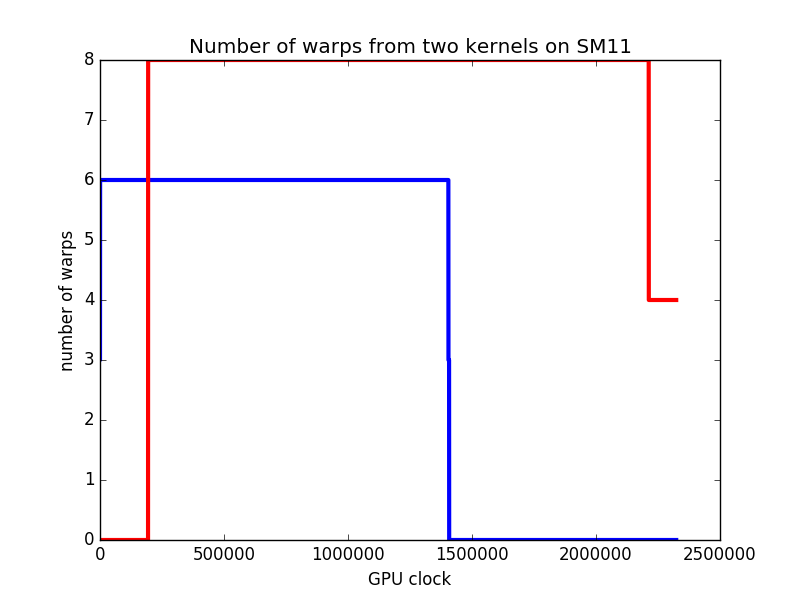 Number of warps from two kernels on SM11
8
7
6
5
4
3
2
1
0
number of warps
0 500000 1000000 1500000 2000000 2500000
GPU clock